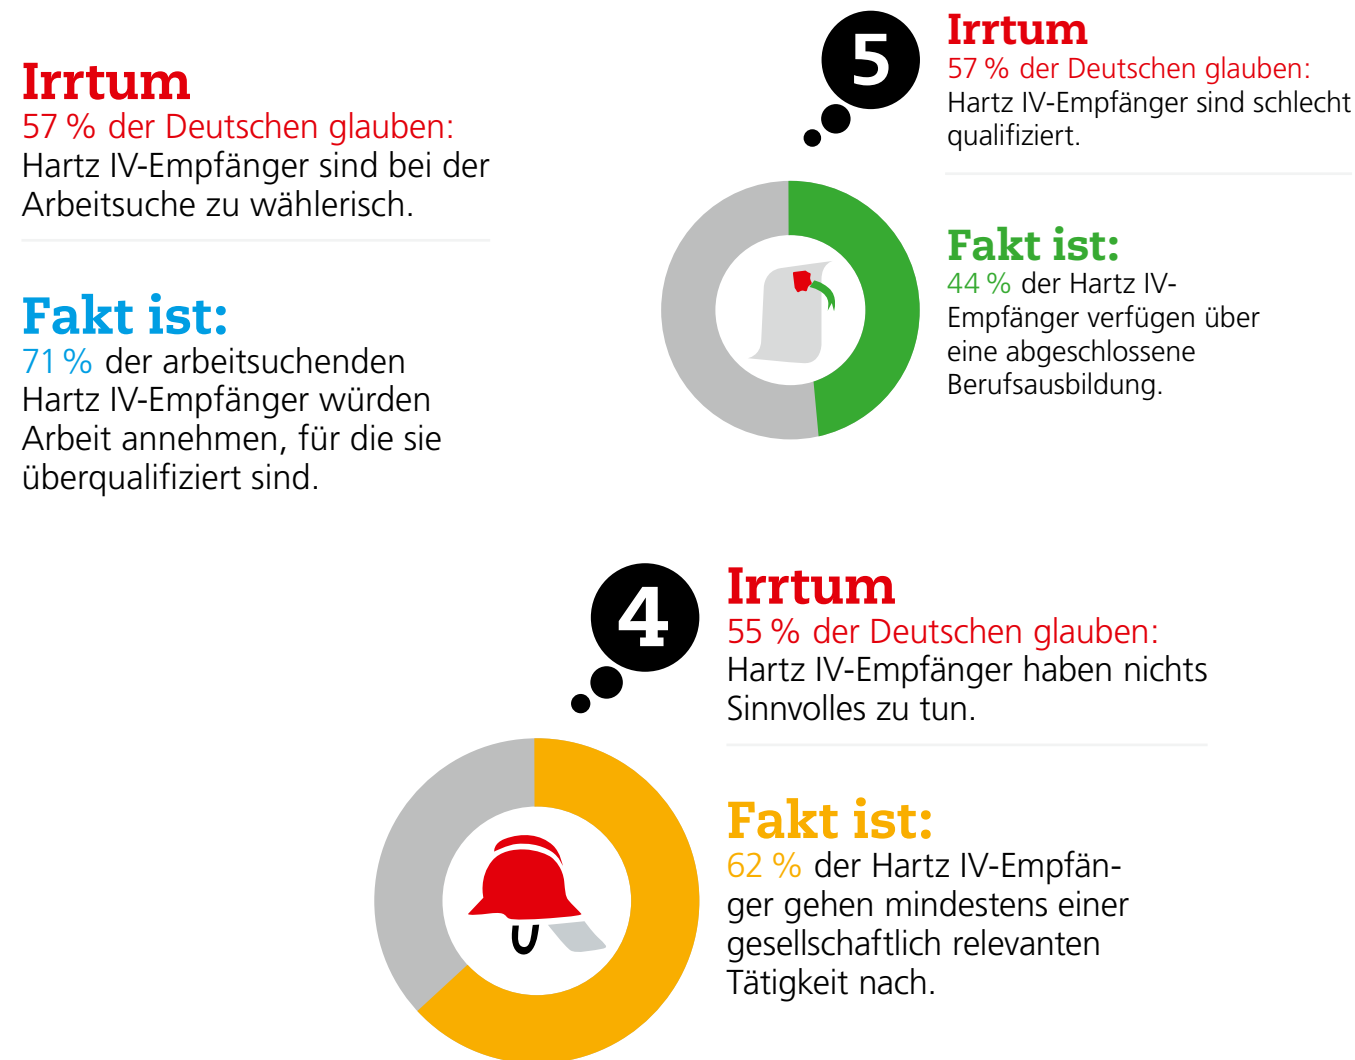 Irrtum
57 % der Deutschen glauben:
Hartz IV-Empfänger sind bei der
Arbeitsuche zu wählerisch.
Fakt ist:
71 % der arbeitsuchenden
Hartz IV-Empfänger würden
Arbeit annehmen, für die sie
überqualifiziert sind.
5
Irrtum
57 % der Deutschen glauben:
Hartz IV-Empfänger sind schlecht
qualifiziert.
Fakt ist:
44 % der Hartz IV-
Empfänger verfügen über
eine abgeschlossene
Berufsausbildung.
4
Irrtum
55 % der Deutschen glauben:
Hartz IV-Empfänger haben nichts
Sinnvolles zu tun.
Fakt ist:
62 % der Hartz IV-Empfän-
ger gehen mindestens einer
gesellschaftlich relevanten
Tätigkeit nach.